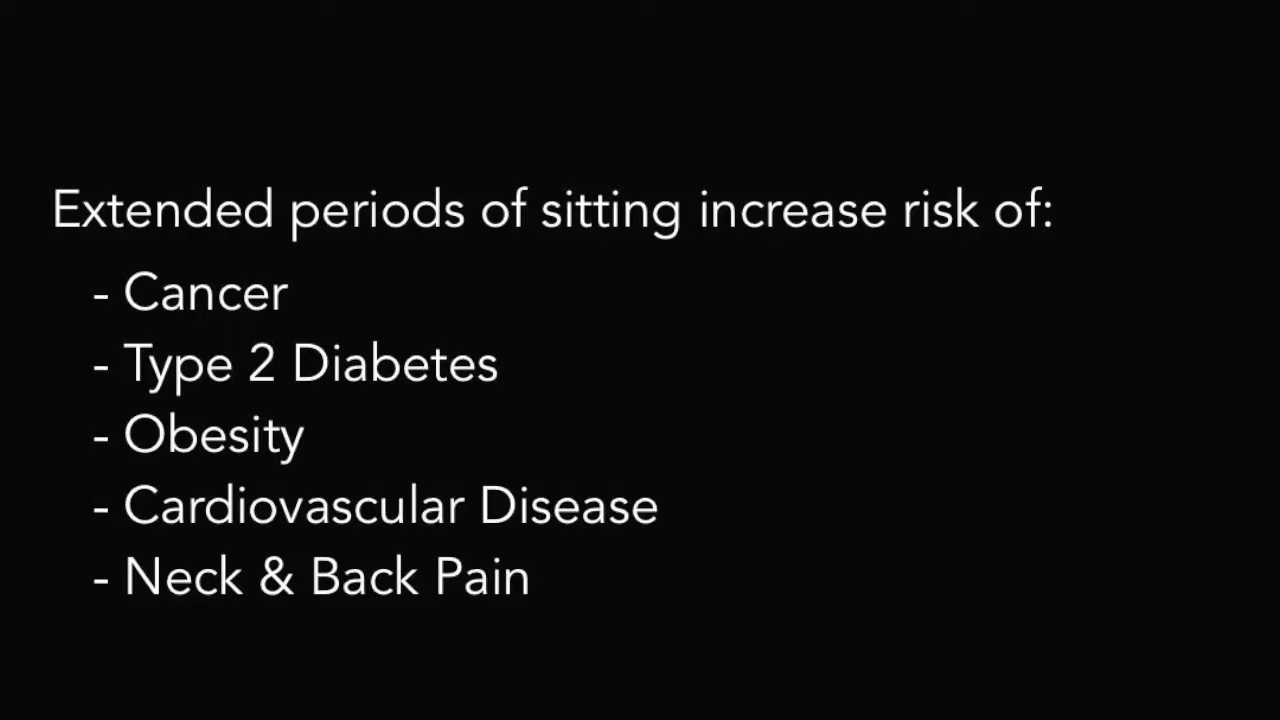 Extended periods of sitting increase risk of:
- Cancer
- Type 2 Diabetes
- Obesity
- Cardiovascular Disease
- Neck & Back Pain